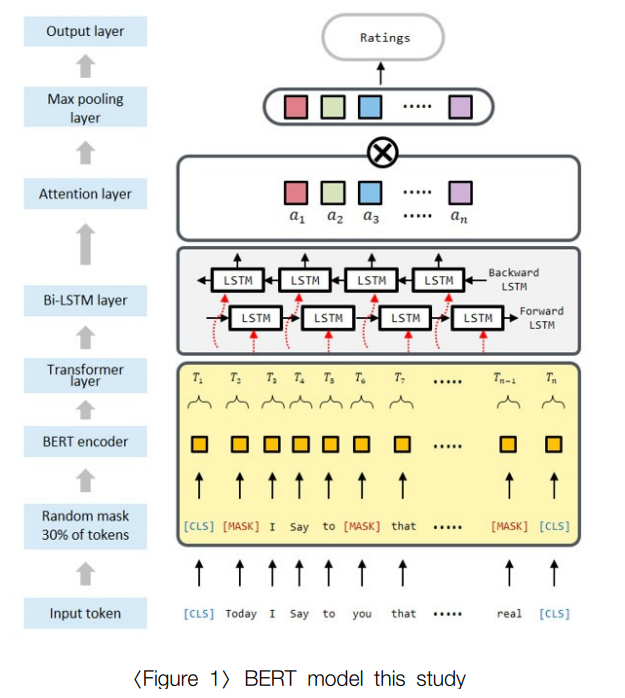 Output layer
Ratings
Max pooling
layer
.....
Attention layer
a1 a2 a3 ..... an
.....
Bi-LSTM layer
LSTM LSTM LSTM LSTM
Backward
LSTM
LSTM LSTM LSTM LSTM
Forward
LSTM
Transformer
layer
T1 T2 T3 T4 T5 T6 T7 ..... Tn-1 Tn
BERT encoder
.....
Random mask
30% of tokens
[CLS] [MASK] I Say to [MASK] that ..... [MASK] [CLS]
Input token
[CLS] Today I Say to you that ..... real [CLS]
〈Figure 1〉 BERT model this study